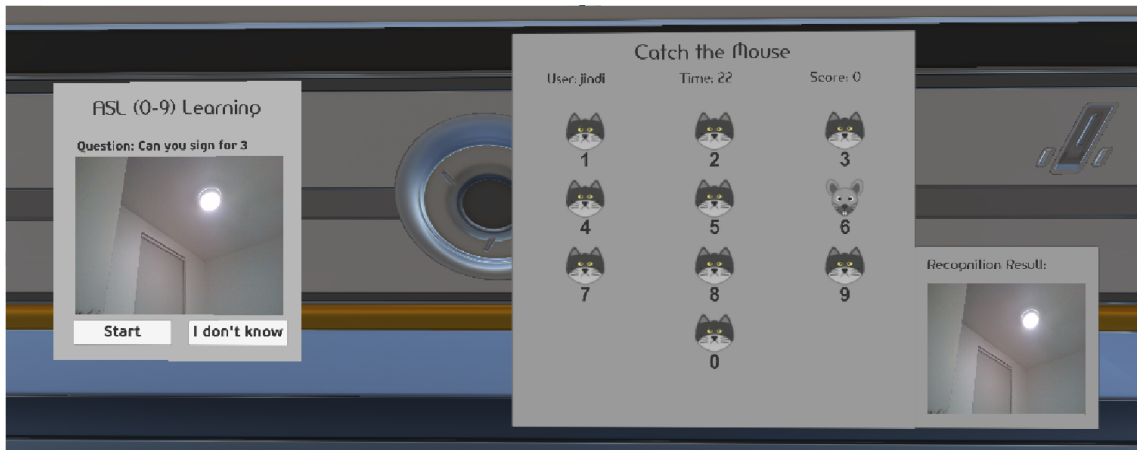 ASL (0-9) Learning
Question: Can you sign for 3
Start
I don't know
Catch the Mouse
User: jindi
Time: 22
Score: 0
1
2
3
4
5
6
7
8
9
0
Recognition Result: